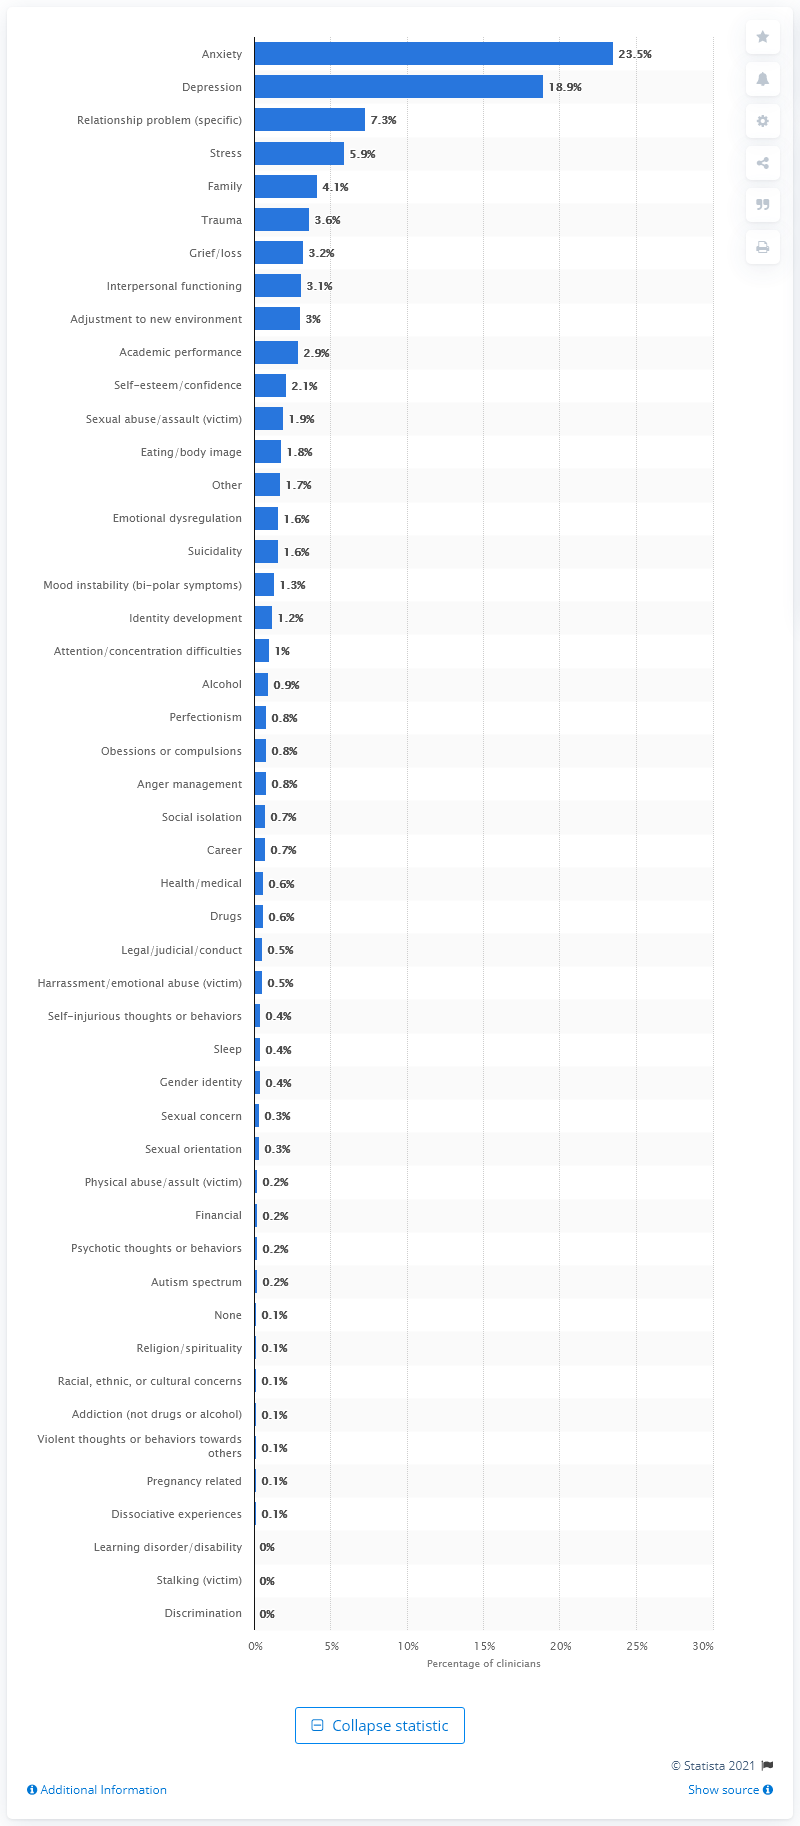 Anxiety 23.5%
Depression 18.9%
Relationship problem (specific) 7.3%
Stress 5.9%
Family 4.1%
Trauma 3.6%
Grief/loss 3.2%
Interpersonal functioning 3.1%
Adjustment to new environment 3%
Academic performance 2.9%
Self-esteem/confidence 2.1%
Sexual abuse/assault (victim) 1.9%
Eating/body image 1.8%
Other 1.7%
Emotional dysregulation 1.6%
Suicidality 1.6%
Mood instability (bi-polar symptoms) 1.3%
Identity development 1.2%
Attention/concentration difficulties 1%
Alcohol 0.9%
Perfectionism 0.8%
Obessions or compulsions 0.8%
Anger management 0.8%
Social isolation 0.7%
Career 0.7%
Health/medical 0.6%
Drugs 0.6%
Legal/judicial/conduct 0.5%
Harrassment/emotional abuse (victim) 0.5%
Self-injurious thoughts or behaviors 0.4%
Sleep 0.4%
Gender identity 0.4%
Sexual concern 0.3%
Sexual orientation 0.3%
Physical abuse/assult (victim) 0.2%
Financial 0.2%
Psychotic thoughts or behaviors 0.2%
Autism spectrum 0.2%
None 0.1%
Religion/spirituality 0.1%
Racial, ethnic, or cultural concerns 0.1%
Addiction (not drugs or alcohol) 0.1%
Violent thoughts or behaviors towards
others 0.1%
Pregnancy related 0.1%
Dissociative experiences 0.1%
Learning disorder/disability 0%
Stalking (victim) 0%
Discrimination 0%
0% 5% 10% 15% 20% 25% 30%
Percentage of clinicians
Collapse statistic
© Statista 2021
Additional Information Show source